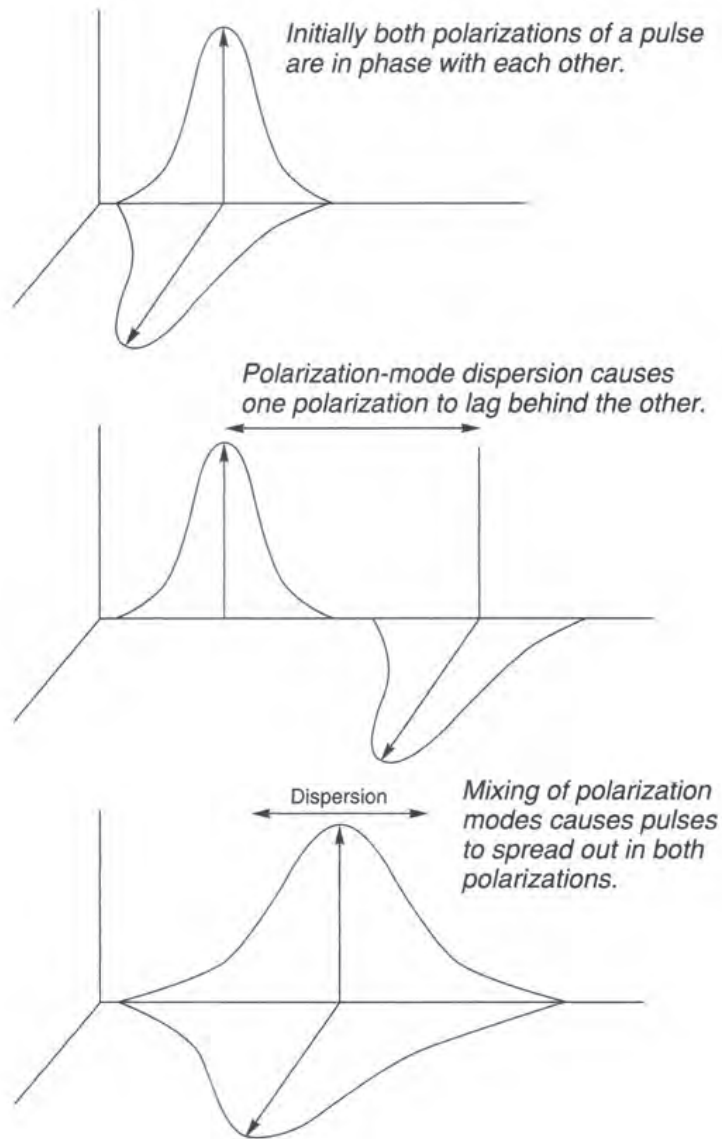 Initially both polarizations of a pulse
are in phase with each other.
Polarization-mode dispersion causes
one polarization to lag behind the other.
Dispersion
Mixing of polarization
modes causes pulses
to spread out in both
polarizations.